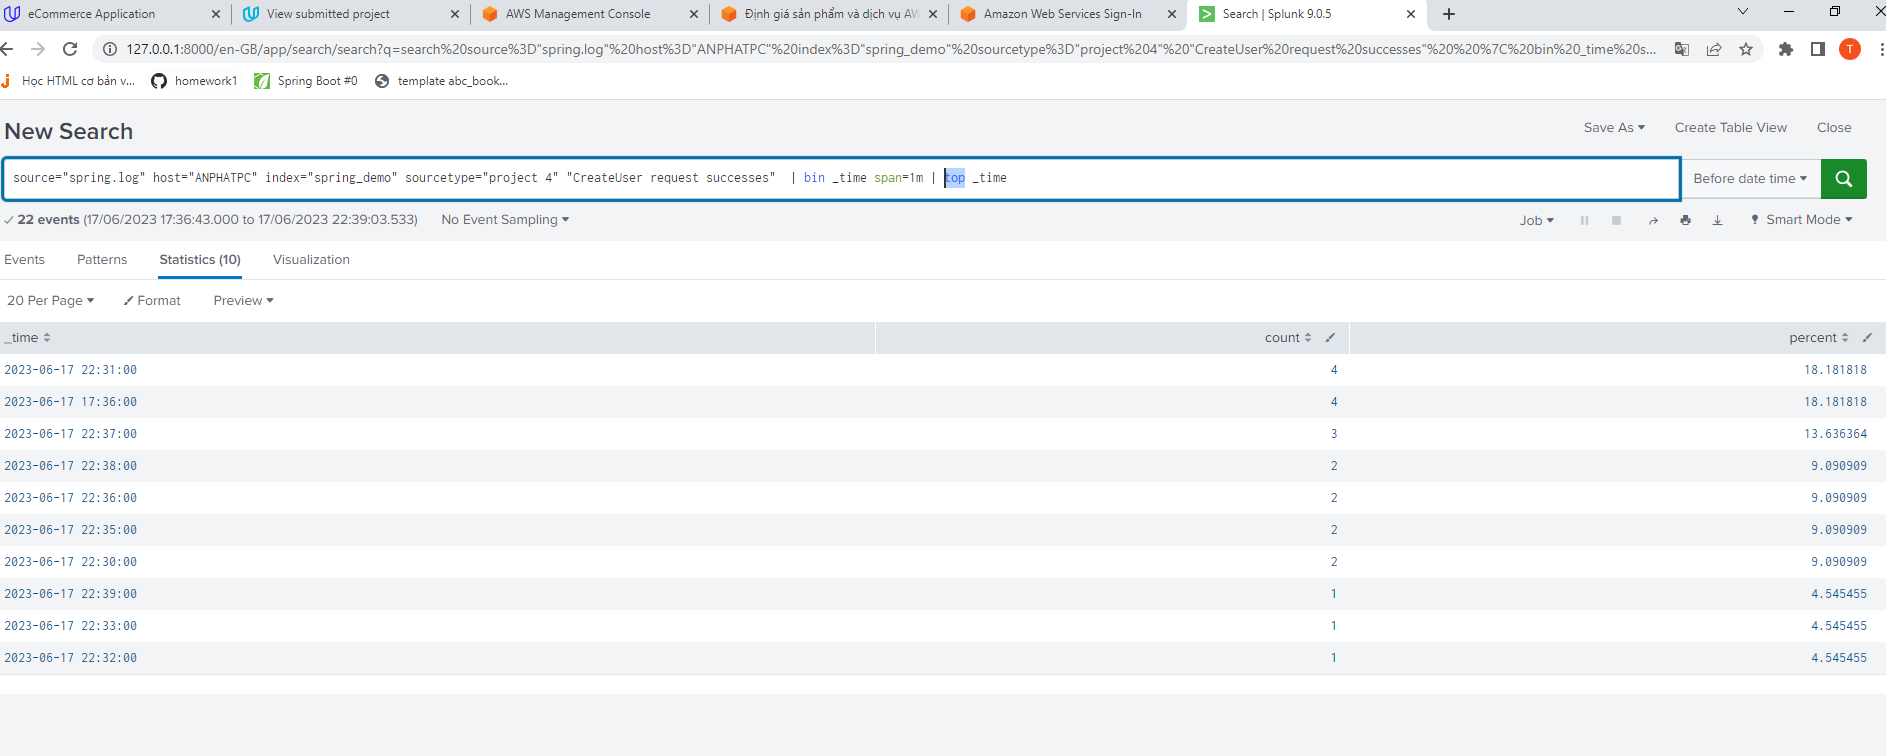 eCommerce Application
View submitted project
AWS Management Console
Định giá sản phẩm và dịch vụ AW
Amazon Web Services Sign-In
Search | Splunk 9.0.5
127.0.0.1:8000/en-GB/app/search/search?q=search%20source%3D"spring.log"%20host%3D"ANPHATPC"%20index%3D"spring_demo"%20sourcetype%3D"project%204"%20"CreateUser%20request%20successes"%20%20%7C%20bin%20_time%20s...
T
Học HTML cơ bản v...
homework1
Spring Boot #0
template abc_book...
New Search
Save As
Create Table View
Close
source="spring.log" host="ANPHATPC" index="spring_demo" sourcetype="project 4" "CreateUser request successes"  | bin _time span=1m | top _time
Before date time
22 events (17/06/2023 17:36:43.000 to 17/06/2023 22:39:03.533)
No Event Sampling
Job
Smart Mode
Events
Patterns
Statistics (10)
Visualization
20 Per Page
Format
Preview
_time count percent
2023-06-17 22:31:00 4 18.181818
2023-06-17 17:36:00 4 18.181818
2023-06-17 22:37:00 3 13.636364
2023-06-17 22:38:00 2 9.090909
2023-06-17 22:36:00 2 9.090909
2023-06-17 22:35:00 2 9.090909
2023-06-17 22:30:00 2 9.090909
2023-06-17 22:39:00 1 4.545455
2023-06-17 22:33:00 1 4.545455
2023-06-17 22:32:00 1 4.545455